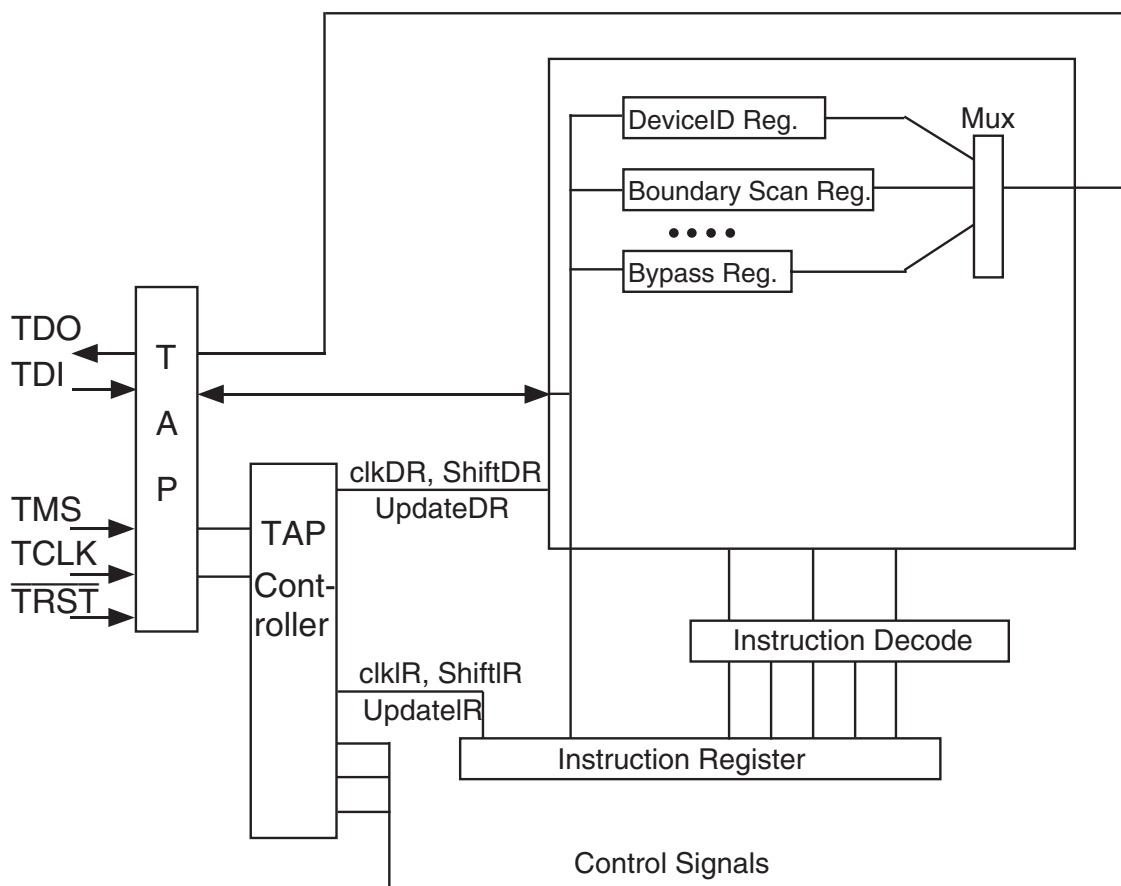 DeviceID Reg.
Mux
Boundary Scan Reg.
Bypass Reg.
TDO
TDI
T
A
P
TMS
TCLK
TRST
TAP
Cont-
roller
clkDR, ShiftDR
UpdateDR
Instruction Decode
clkIR, ShiftIR
UpdateIR
Instruction Register
Control Signals